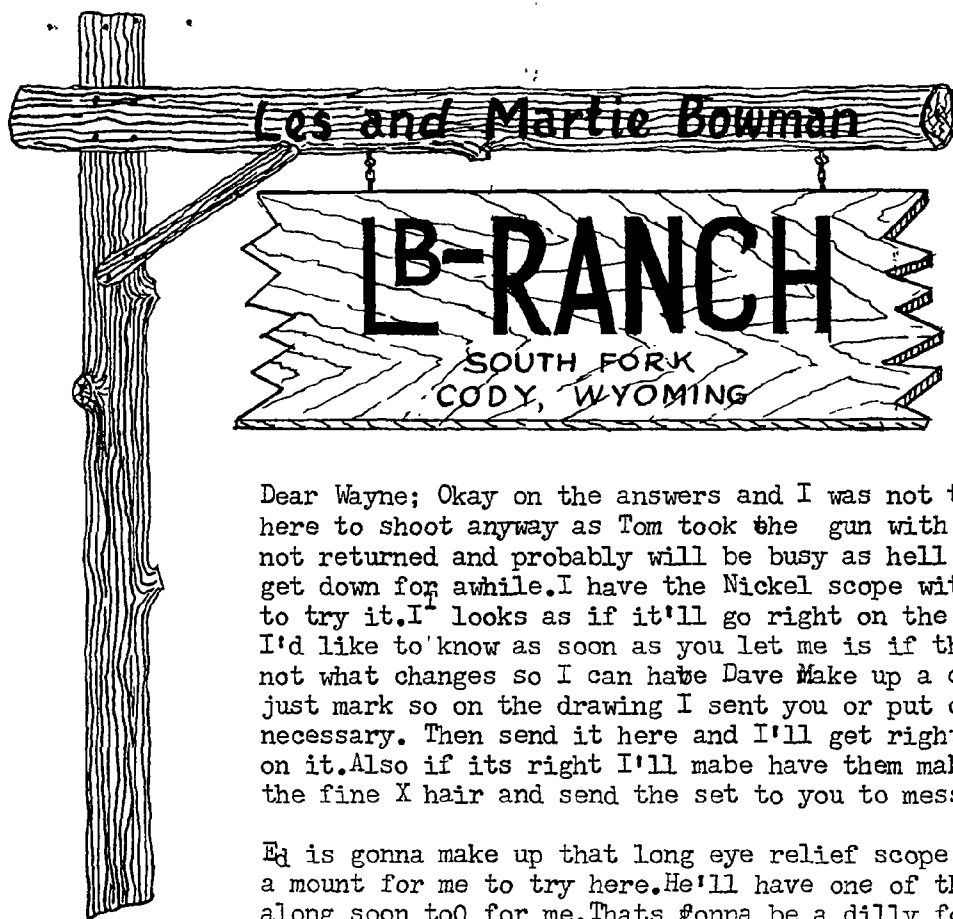 Les and Martie Bowman
LB-RANCH
SOUTH FORK
CODY, WYOMING
Dear Wayne; Okay on the answers and I was not
here to shoot anyway as Tom took the gun with
not returned and probably will be busy as hell
get down for awhile.I have the Nickel scope
to try it.It looks as if it'll go right on the
I'd like to know as soon as you let me is if
not what changes so I can have Dave Make up a
just mark so on the drawing I sent you or put
necessary. Then send it here and I'll get
on it.Also if its right I'll mabe have them
the fine X hair and send the set to you to
Ed is gonna make up that long eye relief scope
a mount for me to try here.He'll have one of
along soon toO for me.Thats gonna be a dilly